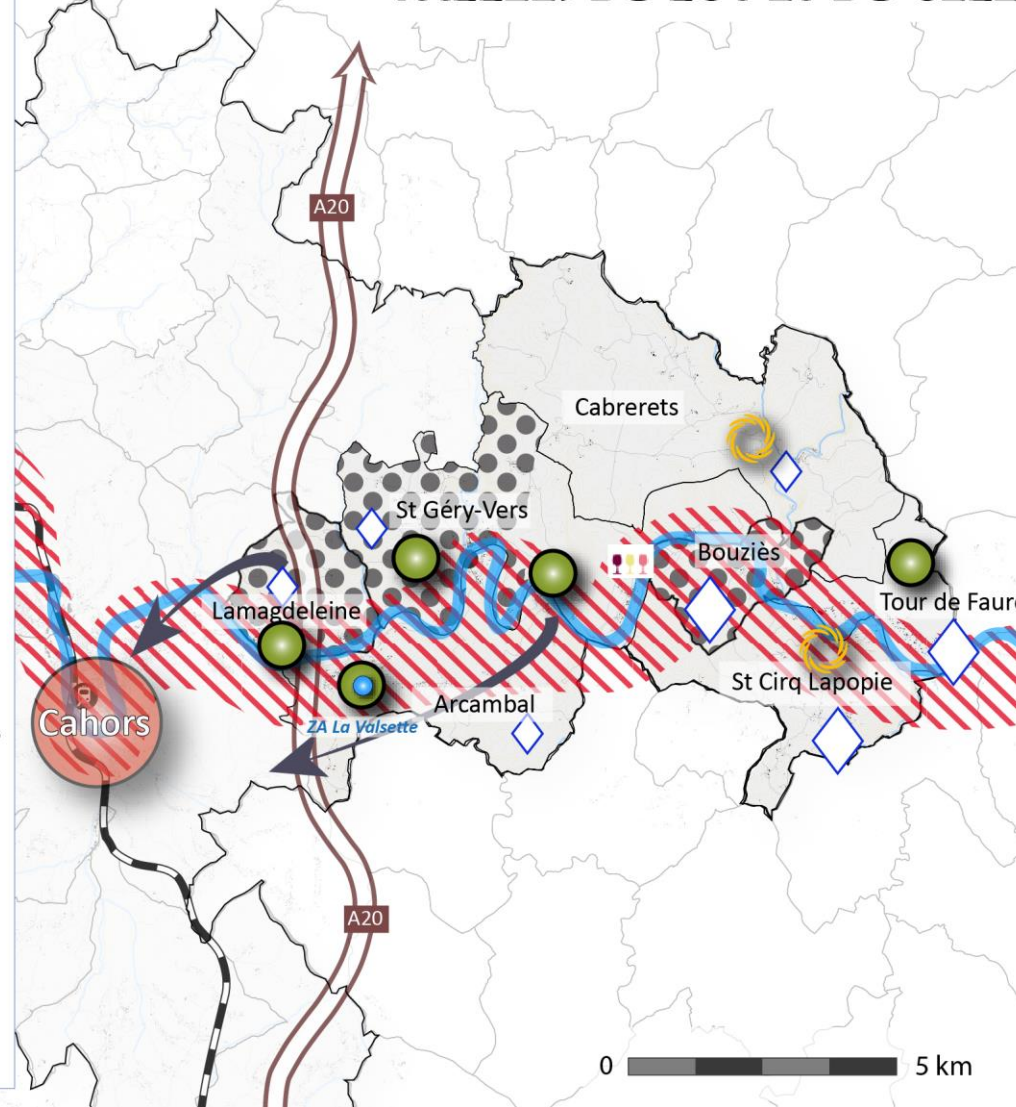 A20
Cabrerets
St Géry-Vers
Bouziès
Lamagdeleine
Tour de Faure
St Cirq Lapopie
Arcambal
Cahors
ZA La Valsette
A20
0 5 km